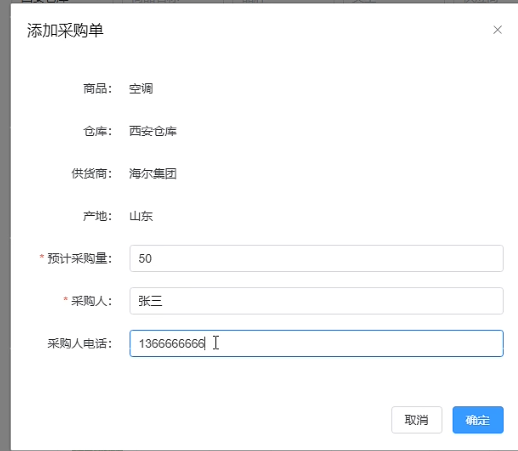 添加采购单
商品： 空调
仓库： 西安仓库
供货商： 海尔集团
产地： 山东
* 预计采购量： 50
* 采购人： 张三
采购人电话： 1366666666
取消 确定